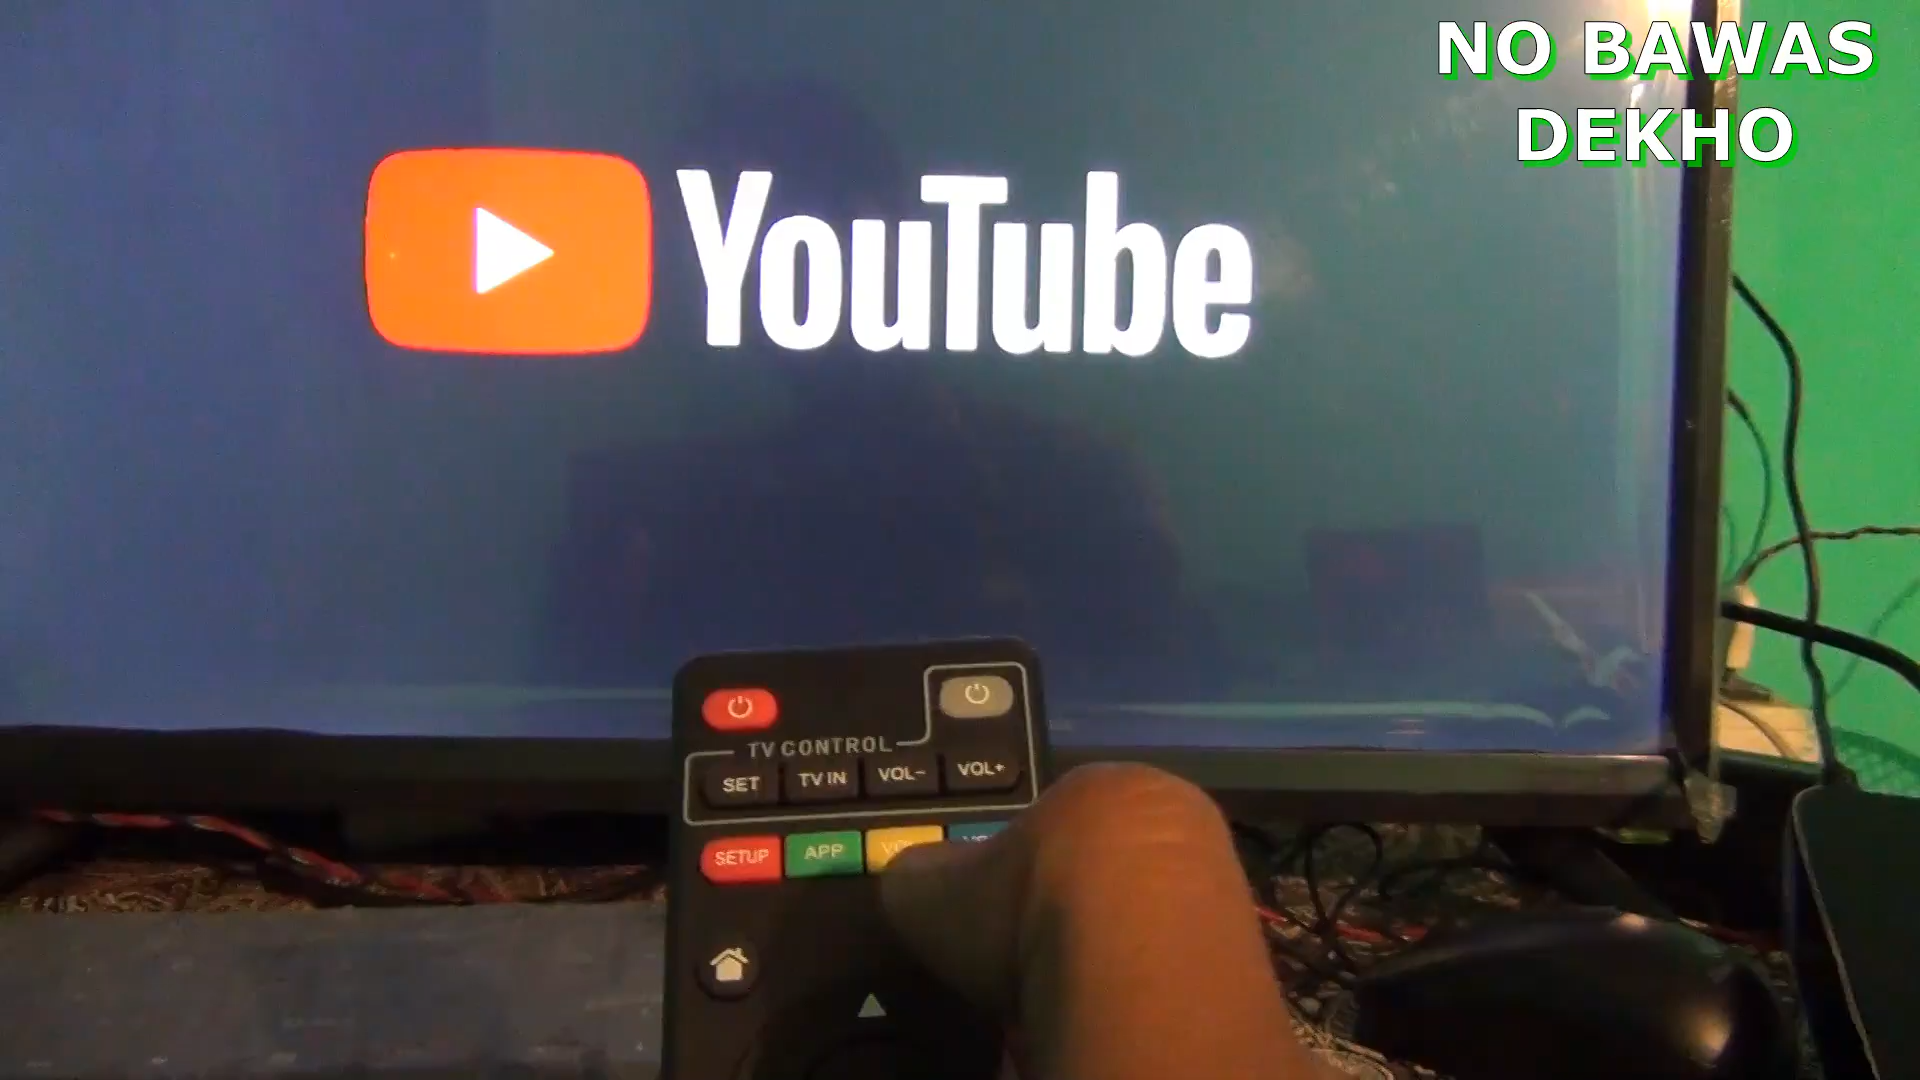 NO BAWAS
DEKHO
YouTube
TV CONTROL
SET TV IN VOL- VOL+
SETUP APP